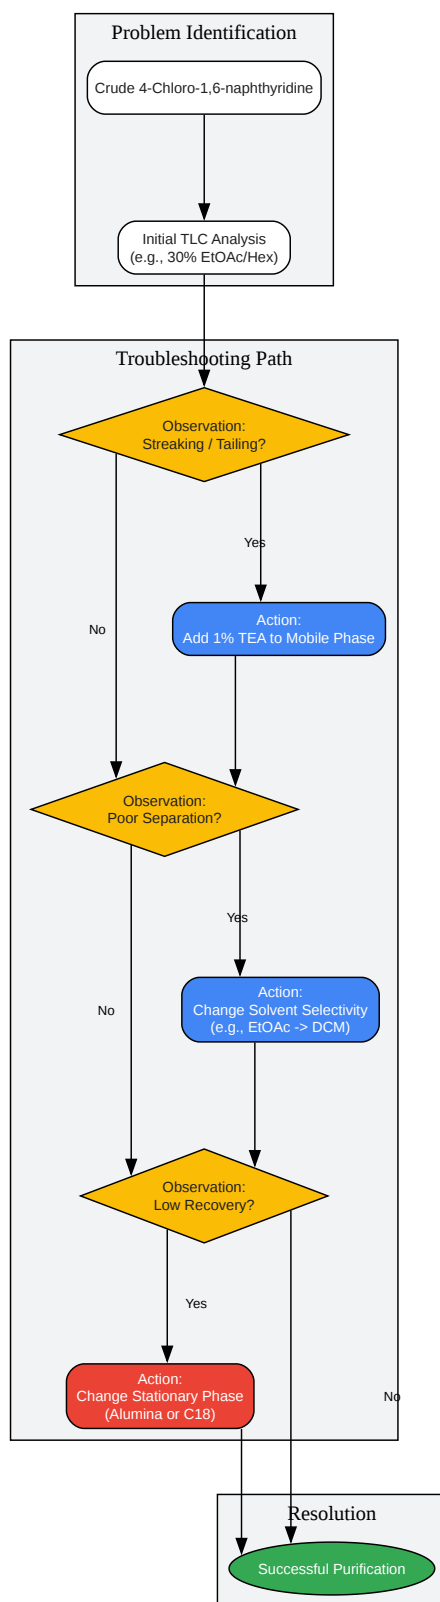 Problem Identification
Crude 4-Chloro-1,6-naphthyridine
Initial TLC Analysis
(e.g., 30% EtOAc/Hex)
Troubleshooting Path
Observation:
Streaking / Tailing?
Yes
No
Action:
Add 1% TEA to Mobile Phase
Observation:
Poor Separation?
Yes
No
Action:
Change Solvent Selectivity
(e.g., EtOAc -> DCM)
Observation:
Low Recovery?
Yes
Action:
Change Stationary Phase
(Alumina or C18)
No
Resolution
Successful Purification